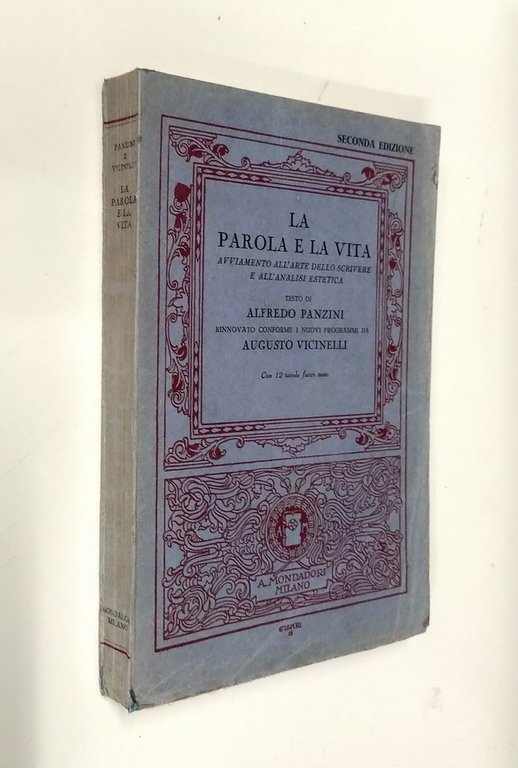 PANZINI
E
VICINELLI
LA
PAROLA
E LA
VITA
MILANO
SECONDA EDIZIONE
LA
PAROLA E LA VITA
AVVIAMENTO ALL'ARTE DELLO SCRIVERE
E ALL'ANALISI ESTETICA
TESTO DI
ALFREDO PANZINI
RINNOVATO CONFORME I NUOVI PROGRAMMI DA
AUGUSTO VICINELLI
Con 12 tavole fuori testo
A. MONDADORI
MILANO